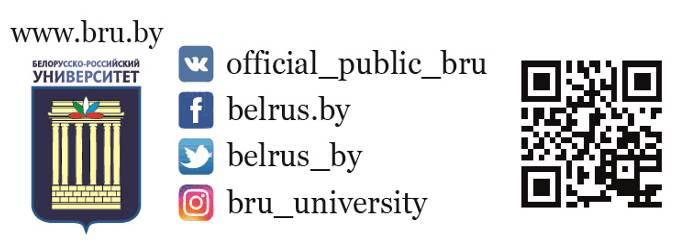 www.bru.by
БЕЛОРУССКО-РОССИЙСКИЙ
УНИВЕРСИТЕТ
official_public_bru
belrus.by
belrus_by
bru_university